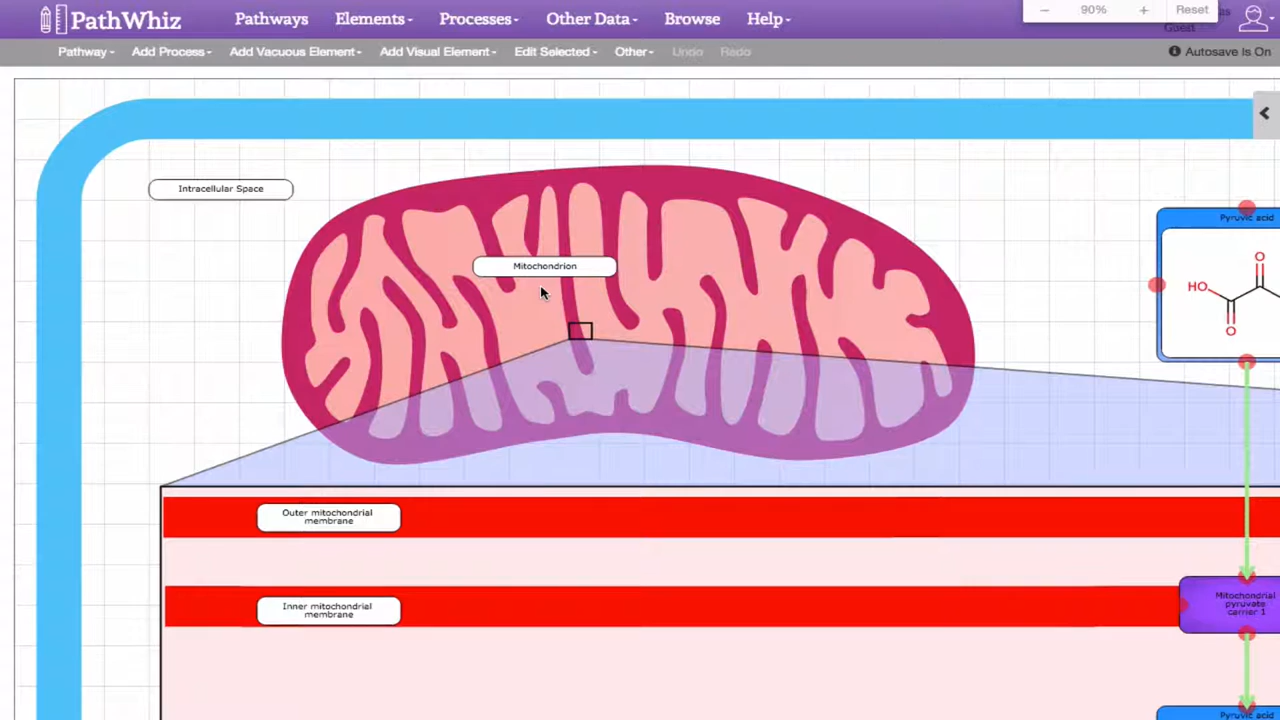 PathWhiz
Pathways Elements Processes Other Data Browse Help
90% Reset
Guest
Pathway Add Process Add Vacuous Element Add Visual Element Edit Selected Other Undo Redo Autosave Is On
Intracellular Space
Mitochondrion
Pyruvic acid
O
HO
O
Outer mitochondrial
membrane
Inner mitochondrial
membrane
Mitochondrial
pyruvate
carrier 1
Pyruvic acid